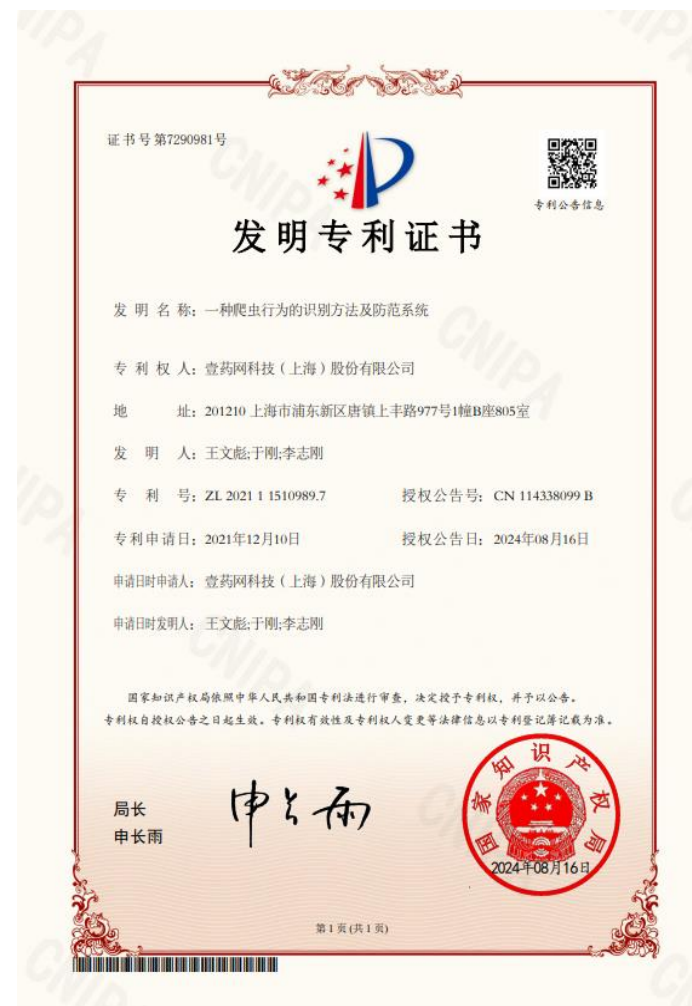 证书号第7290981号
专利公告信息
发明专利证书
发明名称：一种爬虫行为的识别方法及防范系统
专利权人：壹药网科技（上海）股份有限公司
地址：201210 上海市浦东新区唐镇上丰路977号1幢B座805室
发明人：王文彪;于刚;李志刚
专利号：ZL 2021 1 1510989.7 授权公告号：CN 114338099 B
专利申请日：2021年12月10日 授权公告日：2024年08月16日
申请日时申请人：壹药网科技（上海）股份有限公司
申请日时发明人：王文彪;于刚;李志刚
国家知识产权局依照中华人民共和国专利法进行审查，决定授予专利权，并予以公告。
专利权自授权公告之日起生效。专利权有效性及专利权人变更等法律信息以专利登记簿记载为准。
局长
申长雨
申长雨
国家知识产权局
2024年08月16日
第1页(共1页)
CNIPA
CNIPA
CNIPA
CNIPA
CNIPA
CNIPA